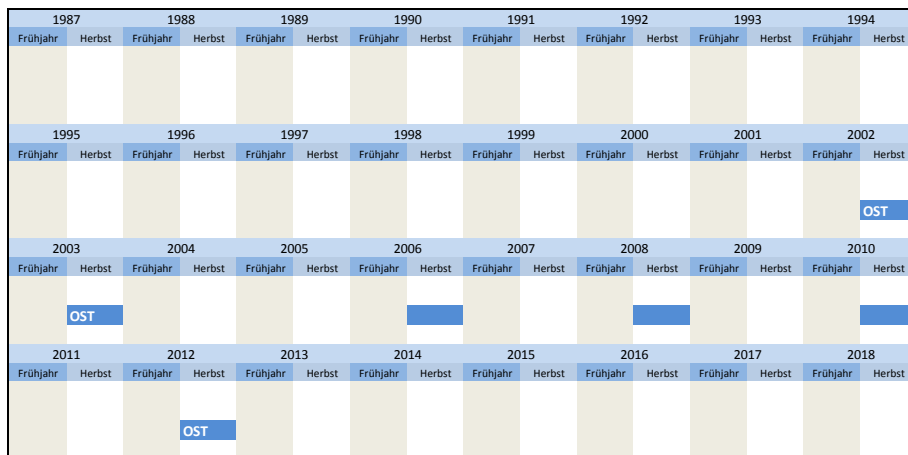 1987 1988 1989 1990 1991 1992 1993 1994
Frühjahr Herbst Frühjahr Herbst Frühjahr Herbst Frühjahr Herbst Frühjahr Herbst Frühjahr Herbst Frühjahr Herbst Frühjahr Herbst
1995 1996 1997 1998 1999 2000 2001 2002
Frühjahr Herbst Frühjahr Herbst Frühjahr Herbst Frühjahr Herbst Frühjahr Herbst Frühjahr Herbst Frühjahr Herbst Frühjahr Herbst
OST
2003 2004 2005 2006 2007 2008 2009 2010
Frühjahr Herbst Frühjahr Herbst Frühjahr Herbst Frühjahr Herbst Frühjahr Herbst Frühjahr Herbst Frühjahr Herbst Frühjahr Herbst
OST
2011 2012 2013 2014 2015 2016 2017 2018
Frühjahr Herbst Frühjahr Herbst Frühjahr Herbst Frühjahr Herbst Frühjahr Herbst Frühjahr Herbst Frühjahr Herbst Frühjahr Herbst
OST